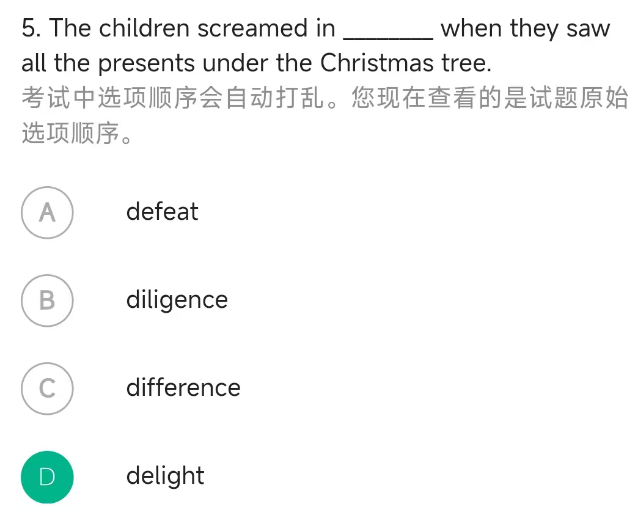 5. The children screamed in ________ when they saw
all the presents under the Christmas tree.
考试中选项顺序会自动打乱。您现在查看的是试题原始
选项顺序。
A defeat
B diligence
C difference
D delight